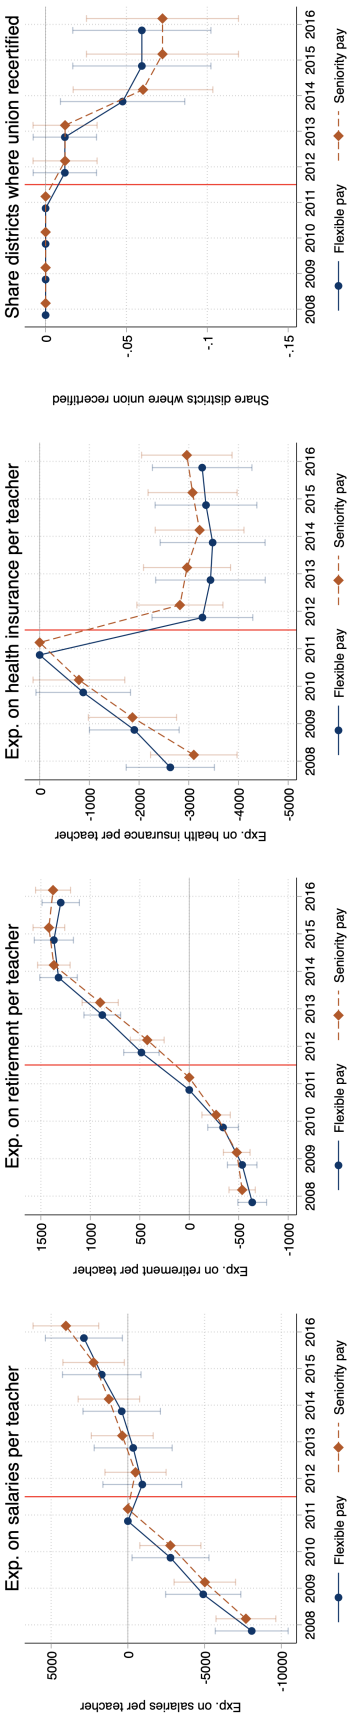 Exp. on salaries per teacher
Exp. on salaries per teacher
5000
0
-5000
-10000
2008 2009 2010 2011 2012 2013 2014 2015 2016
Flexible pay Seniority pay
Exp. on retirement per teacher
Exp. on retirement per teacher
1500
1000
500
0
-500
-1000
2008 2009 2010 2011 2012 2013 2014 2015 2016
Flexible pay Seniority pay
Exp. on health insurance per teacher
Exp. on health insurance per teacher
0
-1000
-2000
-3000
-4000
-5000
2008 2009 2010 2011 2012 2013 2014 2015 2016
Flexible pay Seniority pay
Share districts where union recertified
Share districts where union recertified
0
-.05
-.1
-.15
2008 2009 2010 2011 2012 2013 2014 2015 2016
Flexible pay Seniority pay